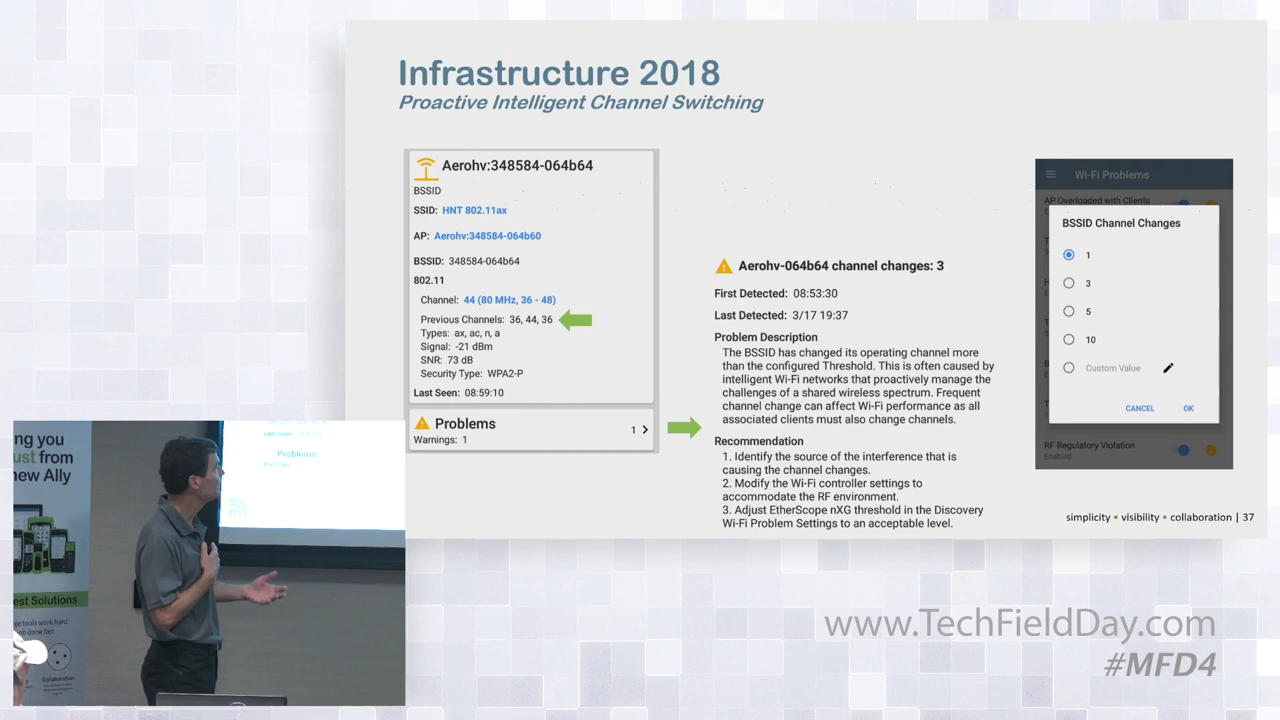 Infrastructure 2018
Proactive Intelligent Channel Switching
Aerohv:348584-064b64
BSSID
SSID: HNT 802.11ax
AP: Aerohv:348584-064b60
BSSID: 348584-064b64
802.11
Channel: 44 (80 MHz, 36 - 48)
Previous Channels: 36, 44, 36
Types: ax, ac, n, a
Signal: -21 dBm
SNR: 73 dB
Security Type: WPA2-P
Last Seen: 08:59:10
Problems
Warnings: 1
1
Aerohv-064b64 channel changes: 3
First Detected: 08:53:30
Last Detected: 3/17 19:37
Problem Description
The BSSID has changed its operating channel more
than the configured Threshold. This is often caused by
intelligent Wi-Fi networks that proactively manage the
challenges of a shared wireless spectrum. Frequent
channel change can affect Wi-Fi performance as all
associated clients must also change channels.
Recommendation
1. Identify the source of the interference that is
causing the channel changes.
2. Modify the Wi-Fi controller settings to
accommodate the RF environment.
3. Adjust EtherScope nXG threshold in the Discovery
Wi-Fi Problem Settings to an acceptable level.
Wi-Fi Problems
AP Overloaded with Clients
BSSID Channel Changes
1
3
5
10
Custom Value
CANCEL
OK
RF Regulatory Violation
Enabled
simplicity • visibility • collaboration | 37
ng you
ust from
new Ally
est Solutions
ge tools work hard
ob done fast
Collaboration
Problems
www.TechFieldDay.com
#MFD4